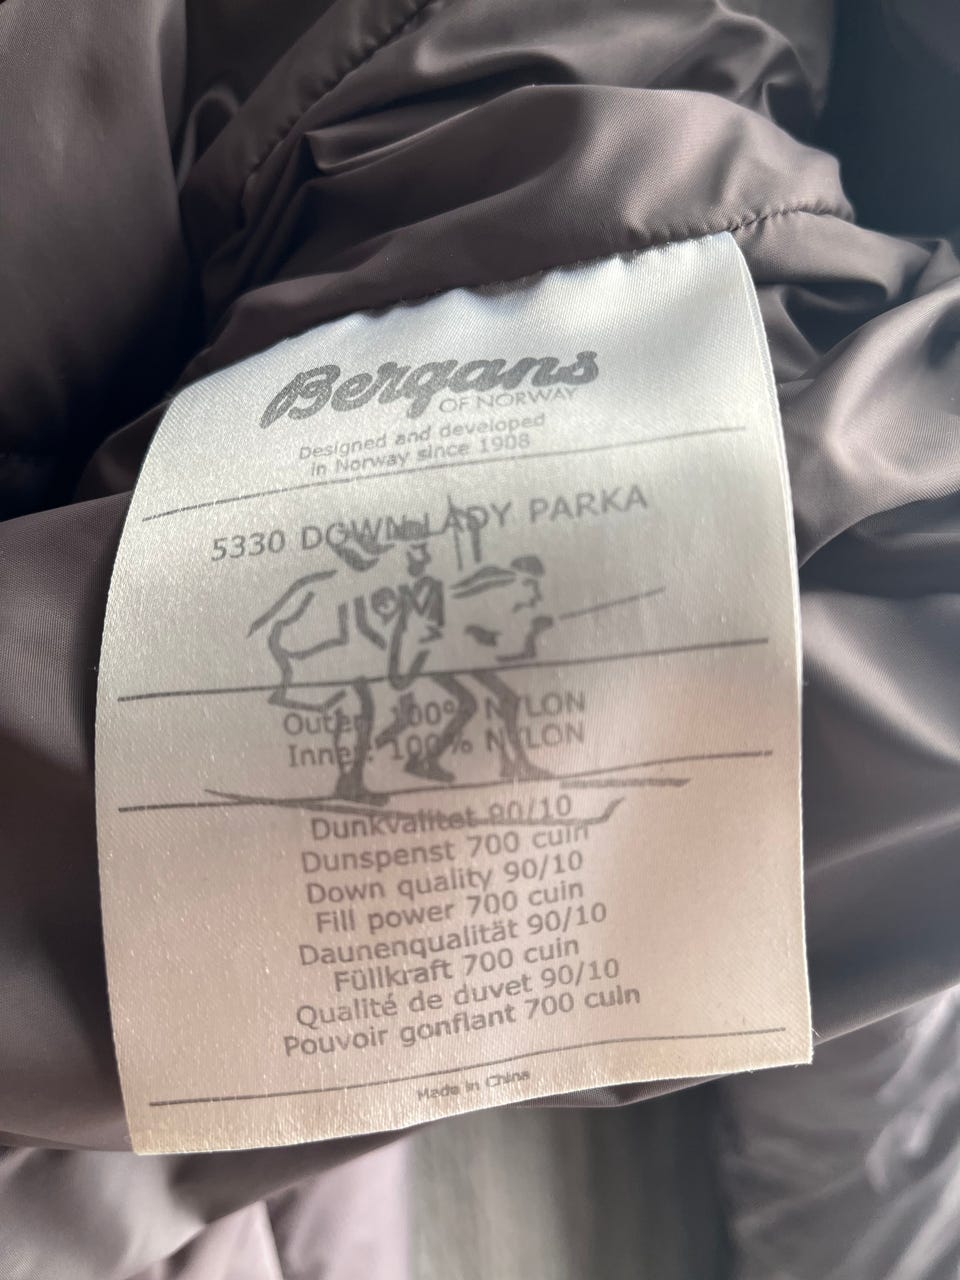 Bergans
OF NORWAY
Designed and developed
in Norway since 1908
5330 DOWN LADY PARKA
Outer: 100% NYLON
Inner: 100% NYLON
Dunkvalitet 90/10
Dunspenst 700 cuin
Down quality 90/10
Fill power 700 cuin
Daunenqualität 90/10
Füllkraft 700 cuin
Qualité de duvet 90/10
Pouvoir gonflant 700 cuin
Made in China